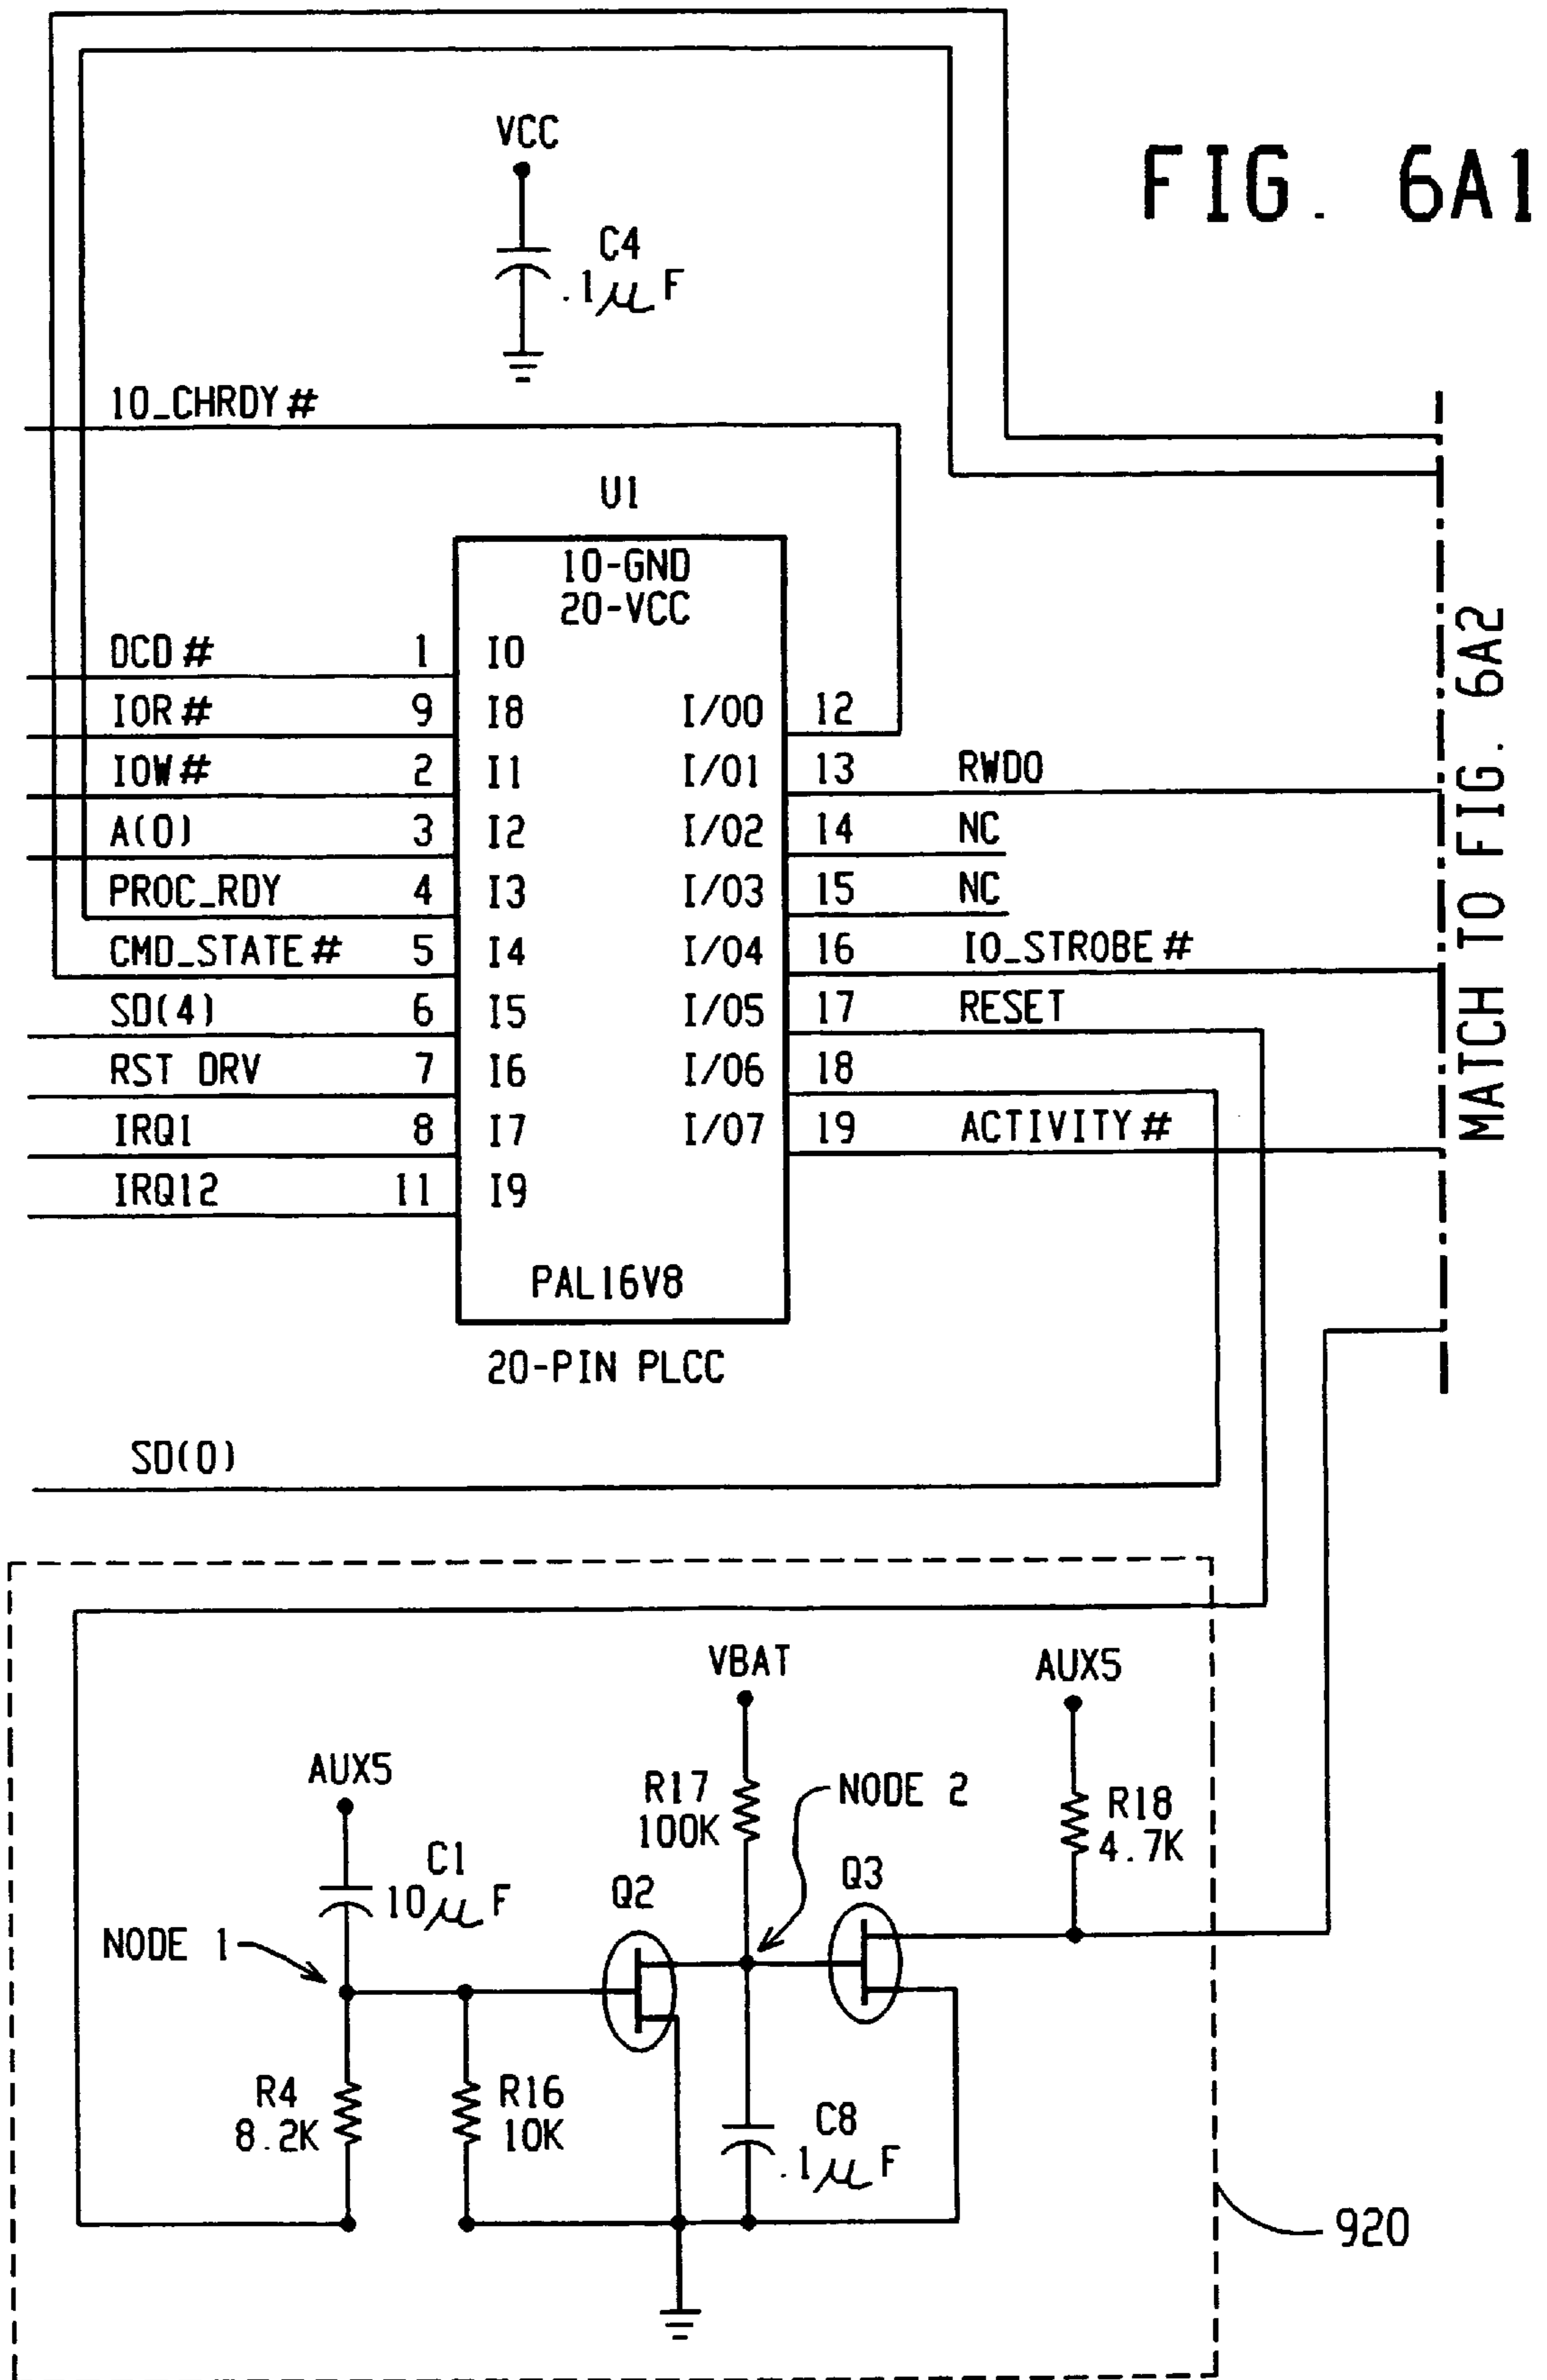 FIG. 6A1
VCC
C4
.1μF
10_CHRDY#
U1
10-GND
20-VCC
DCD# 1 I0
IOR# 9 I8 I/O0 12
IOW# 2 I1 I/O1 13 RWD0
A(0) 3 I2 I/O2 14 NC
PROC_RDY 4 I3 I/O3 15 NC
CMD_STATE# 5 I4 I/O4 16 IO_STROBE#
SD(4) 6 I5 I/O5 17 RESET
RST DRV 7 I6 I/O6 18
IRQ1 8 I7 I/O7 19 ACTIVITY#
IRQ12 11 I9
PAL16V8
20-PIN PLCC
MATCH TO FIG. 6A2
SD(0)
VBAT
AUX5
AUX5
R17
100K
NODE 2
R18
4.7K
C1
10μF
Q2
Q3
NODE 1
R4
8.2K
R16
10K
C8
.1μF
920